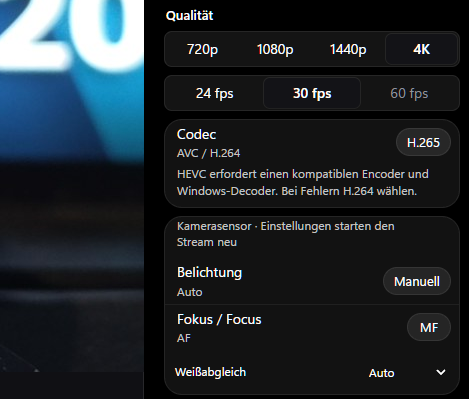 20
Qualität
720p 1080p 1440p 4K
24 fps 30 fps 60 fps
Codec
AVC / H.264
H.265
HEVC erfordert einen kompatiblen Encoder und
Windows-Decoder. Bei Fehlern H.264 wählen.
Kamerasensor · Einstellungen starten den
Stream neu
Belichtung
Auto
Manuell
Fokus / Focus
AF
MF
Weißabgleich Auto